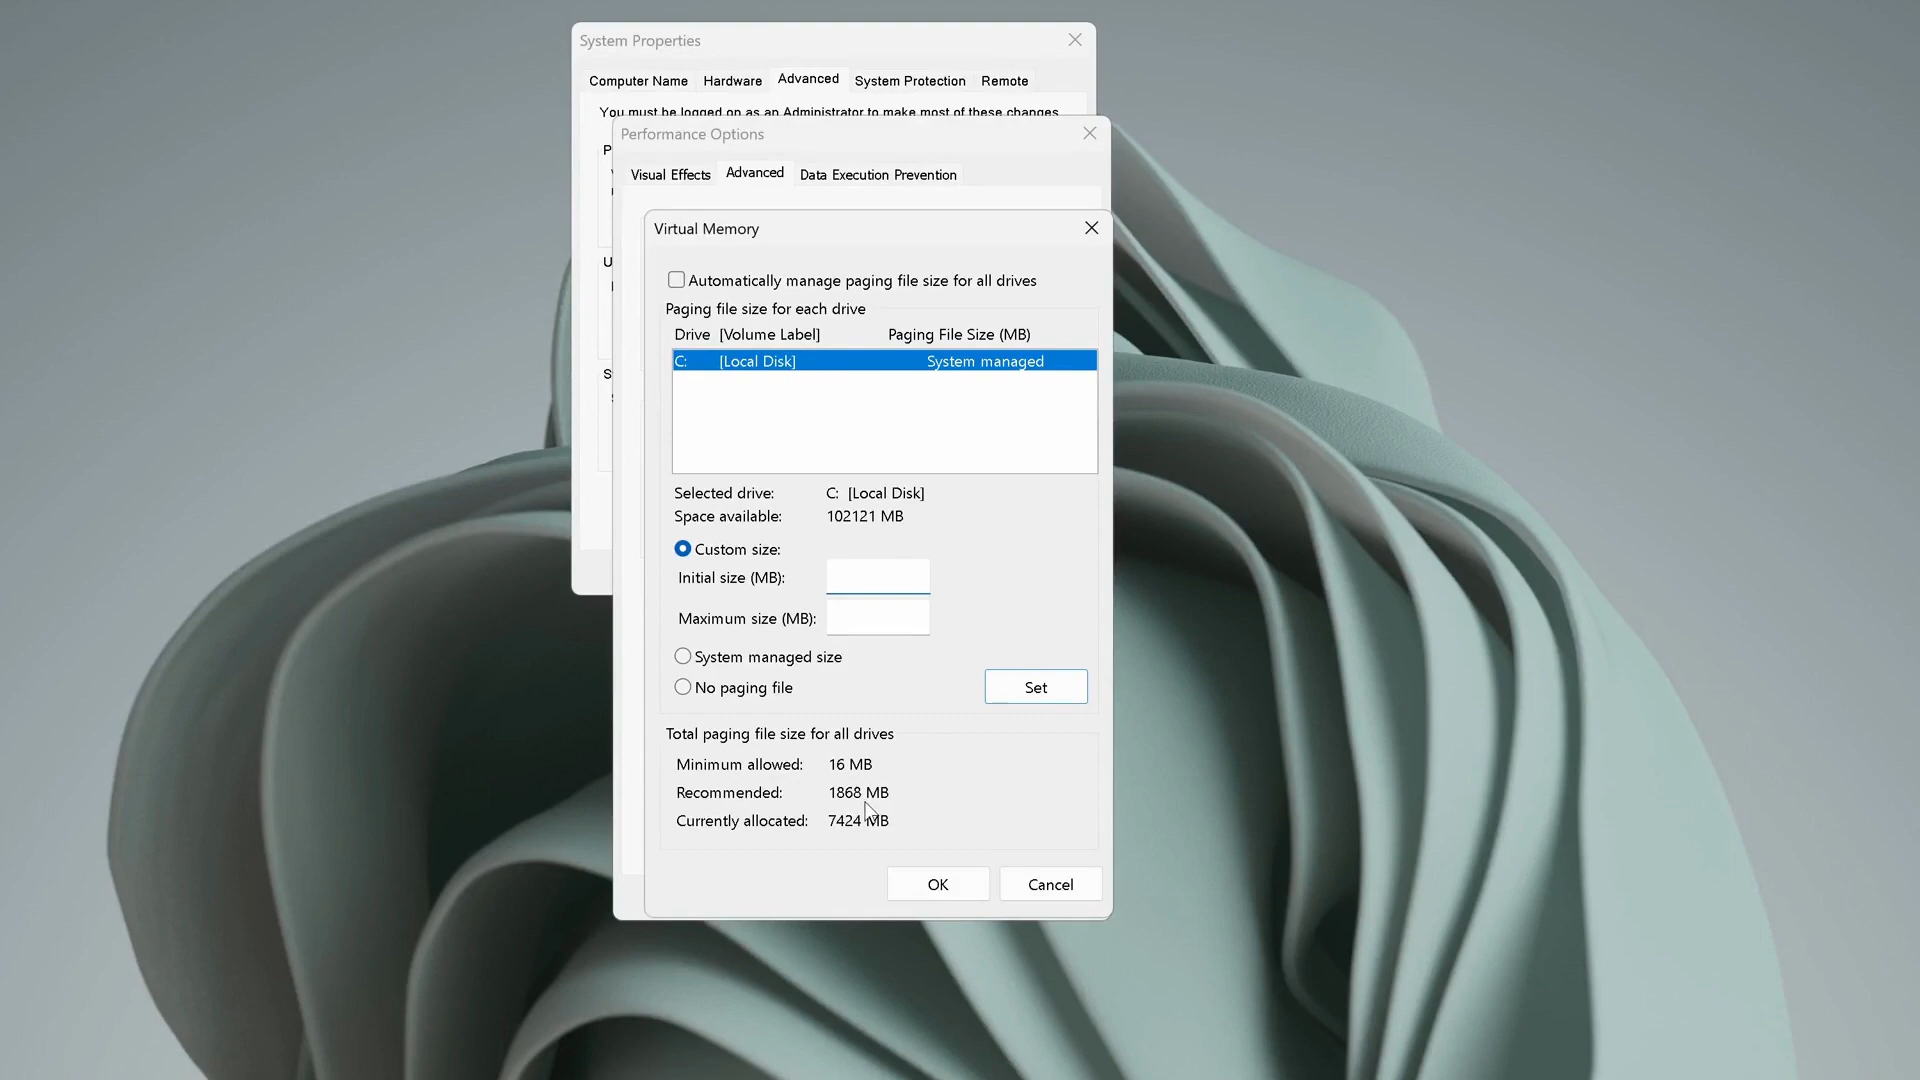 System Properties
Computer Name Hardware Advanced System Protection Remote
You must be logged on as an Administrator to make most of these changes
Performance Options
Visual Effects Advanced Data Execution Prevention
Virtual Memory
Automatically manage paging file size for all drives
Paging file size for each drive
Drive [Volume Label] Paging File Size (MB)
C: [Local Disk] System managed
Selected drive: C: [Local Disk]
Space available: 102121 MB
Custom size:
Initial size (MB):
Maximum size (MB):
System managed size
No paging file
Set
Total paging file size for all drives
Minimum allowed: 16 MB
Recommended: 1868 MB
Currently allocated: 7424 MB
OK Cancel